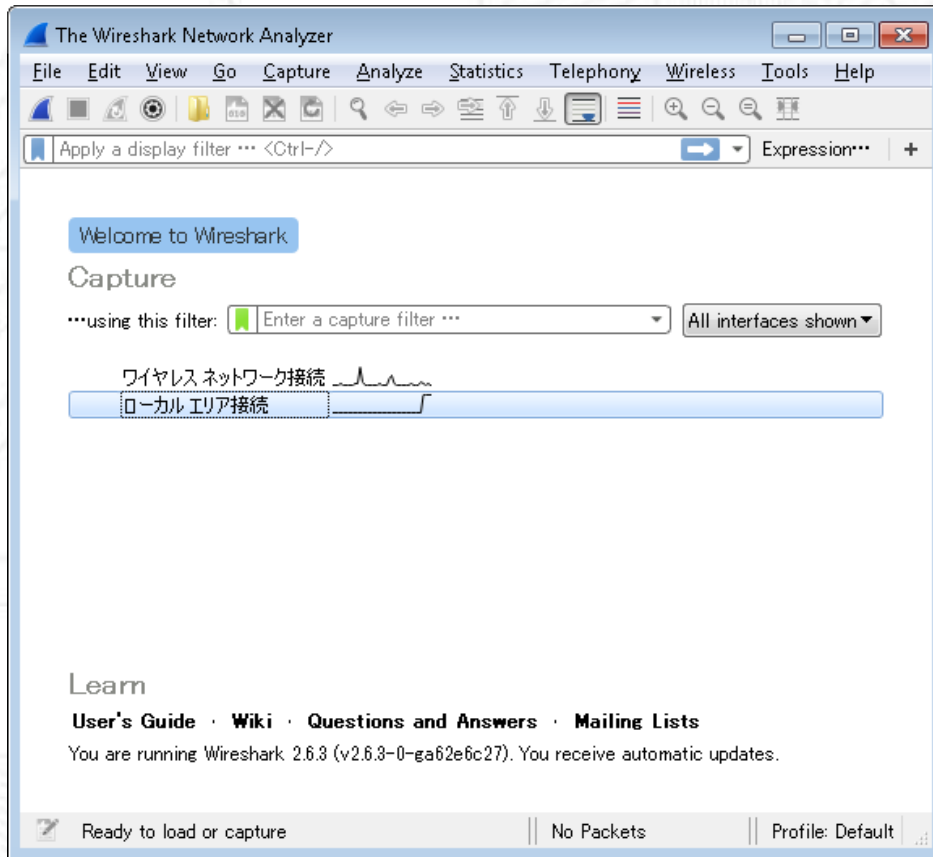 The Wireshark Network Analyzer
File Edit View Go Capture Analyze Statistics Telephony Wireless Tools Help
Apply a display filter ··· <Ctrl-/>
Expression··· +
Welcome to Wireshark
Capture
···using this filter: Enter a capture filter ··· All interfaces shown
ワイヤレス ネットワーク接続
ローカル エリア接続
Learn
User's Guide · Wiki · Questions and Answers · Mailing Lists
You are running Wireshark 2.6.3 (v2.6.3-0-ga62e6c27). You receive automatic updates.
Ready to load or capture No Packets Profile: Default